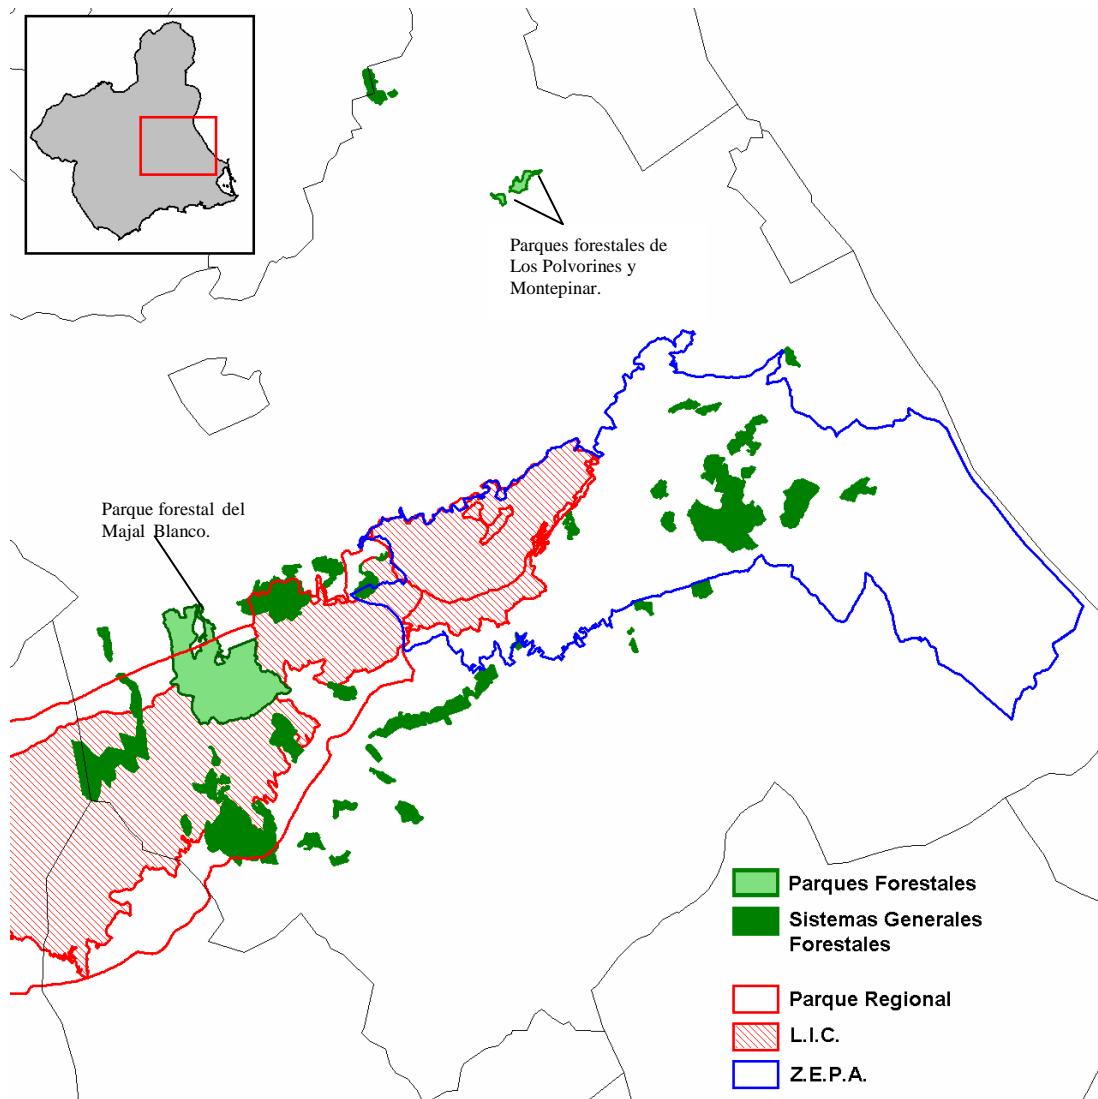 Parques forestales de
Los Polvorines y
Montepinar.
Parque forestal del
Majal Blanco.
Parques Forestales
Sistemas Generales
Forestales
Parque Regional
L.I.C.
Z.E.P.A.